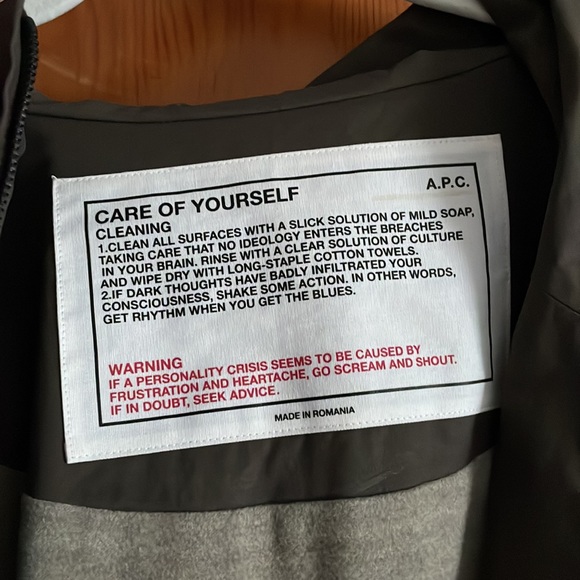 CARE OF YOURSELF
A.P.C.
CLEANING
1.CLEAN ALL SURFACES WITH A SLICK SOLUTION OF MILD SOAP,
TAKING CARE THAT NO IDEOLOGY ENTERS THE BREACHES
IN YOUR BRAIN. RINSE WITH A CLEAR SOLUTION OF CULTURE
AND WIPE DRY WITH LONG-STAPLE COTTON TOWELS.
2.IF DARK THOUGHTS HAVE BADLY INFILTRATED YOUR
CONSCIOUSNESS, SHAKE SOME ACTION. IN OTHER WORDS,
GET RHYTHM WHEN YOU GET THE BLUES.
WARNING
IF A PERSONALITY CRISIS SEEMS TO BE CAUSED BY
FRUSTRATION AND HEARTACHE, GO SCREAM AND SHOUT.
IF IN DOUBT, SEEK ADVICE.
MADE IN ROMANIA